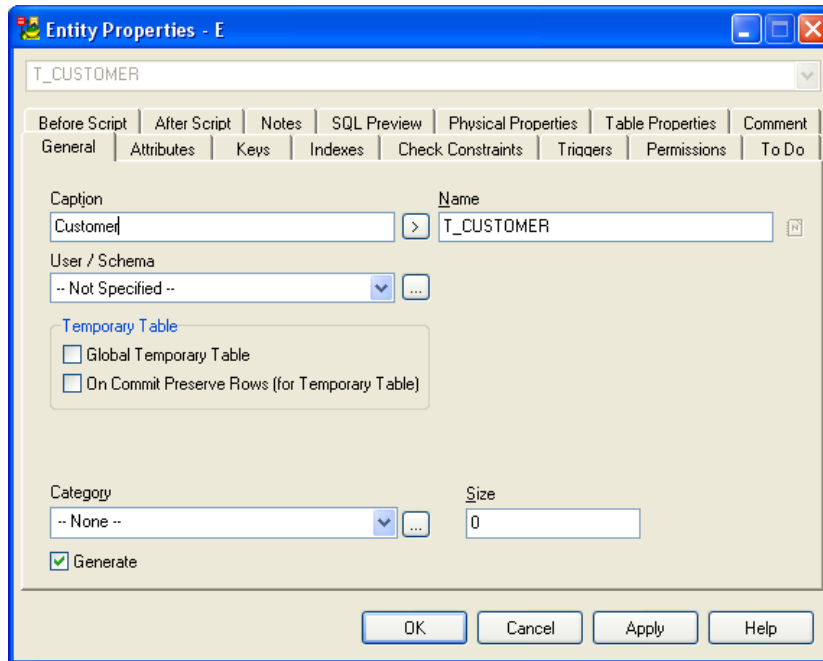 Entity Properties - E
T_CUSTOMER
Before Script After Script Notes SQL Preview Physical Properties Table Properties Comment
General Attributes Keys Indexes Check Constraints Triggers Permissions To Do
Caption Name
Customer > T_CUSTOMER
User / Schema
-- Not Specified -- ...
Temporary Table
Global Temporary Table
On Commit Preserve Rows (for Temporary Table)
Category Size
-- None -- ... 0
Generate
OK Cancel Apply Help